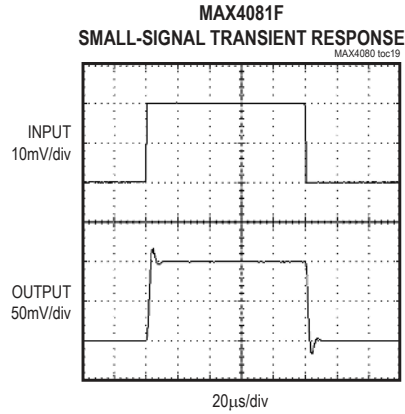 MAX4081F
SMALL-SIGNAL TRANSIENT RESPONSE
MAX4080 toc19
INPUT
10mV/div
OUTPUT
50mV/div
20µs/div